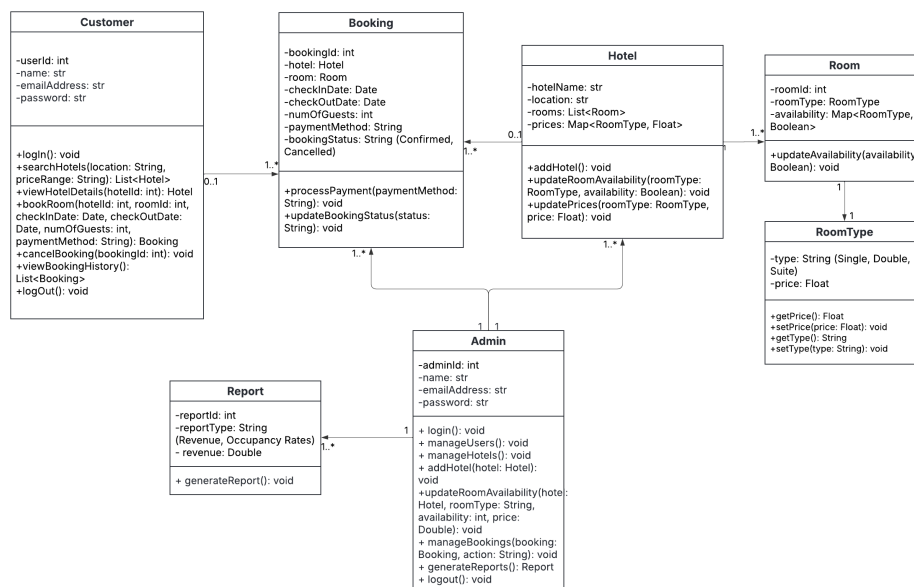 Customer
-userId: int
-name: str
-emailAddress: str
-password: str
+logIn(): void
+searchHotels(location: String,
priceRange: String): List<Hotel>
+viewHotelDetails(hotelId: int): Hotel
+bookRoom(hotelId: int, roomId: int,
checkInDate: Date, checkOutDate:
Date, numOfGuests: int,
paymentMethod: String): Booking
+cancelBooking(bookingId: int): void
+viewBookingHistory():
List<Booking>
+logOut(): void
0..1
1..*
Booking
-bookingId: int
-hotel: Hotel
-room: Room
-checkInDate: Date
-checkOutDate: Date
-numOfGuests: int
-paymentMethod: String
-bookingStatus: String (Confirmed,
Cancelled)
+processPayment(paymentMethod:
String): void
+updateBookingStatus(status:
String): void
1..*
0..1
1..*
Hotel
-hotelName: str
-location: str
-rooms: List<Room>
-prices: Map<RoomType, Float>
+addHotel(): void
+updateRoomAvailability(roomType:
RoomType, availability: Boolean): void
+updatePrices(roomType: RoomType,
price: Float): void
1..*
1
1..*
Room
-roomId: int
-roomType: RoomType
-availability: Map<RoomType,
Boolean>
+updateAvailability(availability
Boolean): void
1
1
RoomType
-type: String (Single, Double,
Suite)
-price: Float
+getPrice(): Float
+setPrice(price: Float): void
+getType(): String
+setType(type: String): void
1
1
Admin
-adminId: int
-name: str
-emailAddress: str
-password: str
+ login(): void
+ manageUsers(): void
+ manageHotels(): void
+ addHotel(hotel: Hotel):
void
+updateRoomAvailability(hotel:
Hotel, roomType: String,
availability: int, price:
Double): void
+ manageBookings(booking:
Booking, action: String): void
+ generateReports(): Report
+ logout(): void
1
1..*
Report
-reportId: int
-reportType: String
(Revenue, Occupancy Rates)
- revenue: Double
+ generateReport(): void